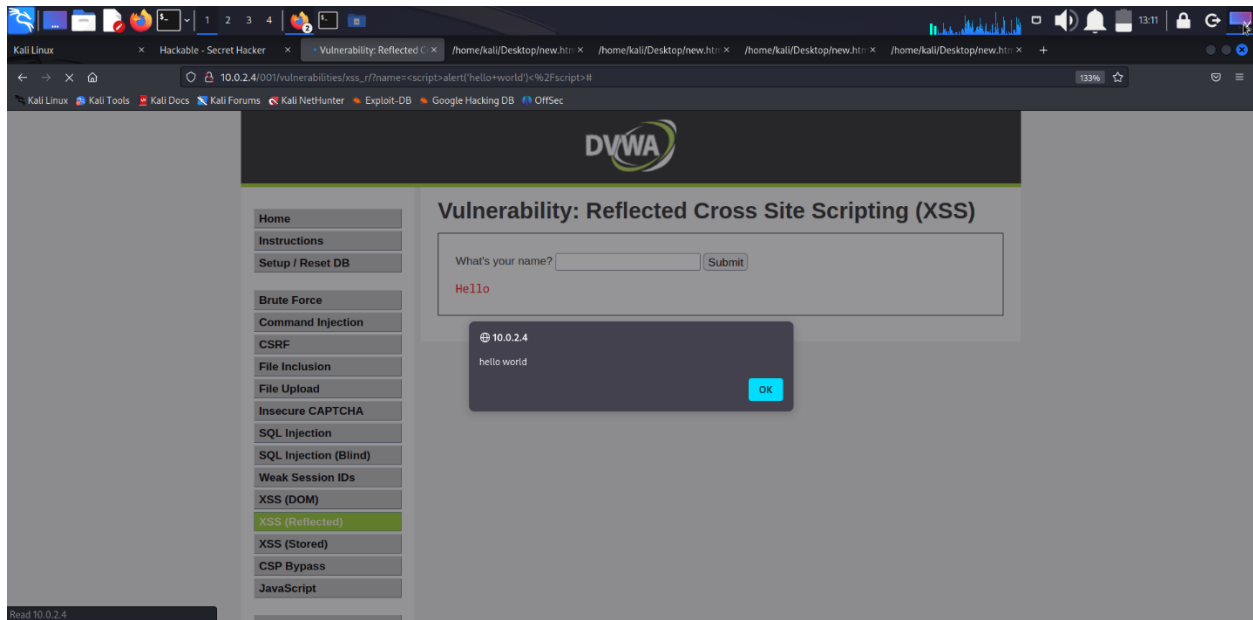 1 2 3 4 13:11
Kali Linux × Hackable - Secret Hacker × Vulnerability: Reflected C × /home/kali/Desktop/new.htm × /home/kali/Desktop/new.htm × /home/kali/Desktop/new.htm × /home/kali/Desktop/new.htm × +
10.0.2.4/001/vulnerabilities/xss_r/?name=<script>alert('hello+world')<%2Fscript># 133%
Kali Linux Kali Tools Kali Docs Kali Forums Kali NetHunter Exploit-DB Google Hacking DB OffSec
DVWA
Vulnerability: Reflected Cross Site Scripting (XSS)
What's your name? Submit
Hello
10.0.2.4
hello world
OK
Home
Instructions
Setup / Reset DB
Brute Force
Command Injection
CSRF
File Inclusion
File Upload
Insecure CAPTCHA
SQL Injection
SQL Injection (Blind)
Weak Session IDs
XSS (DOM)
XSS (Reflected)
XSS (Stored)
CSP Bypass
JavaScript
Read 10.0.2.4